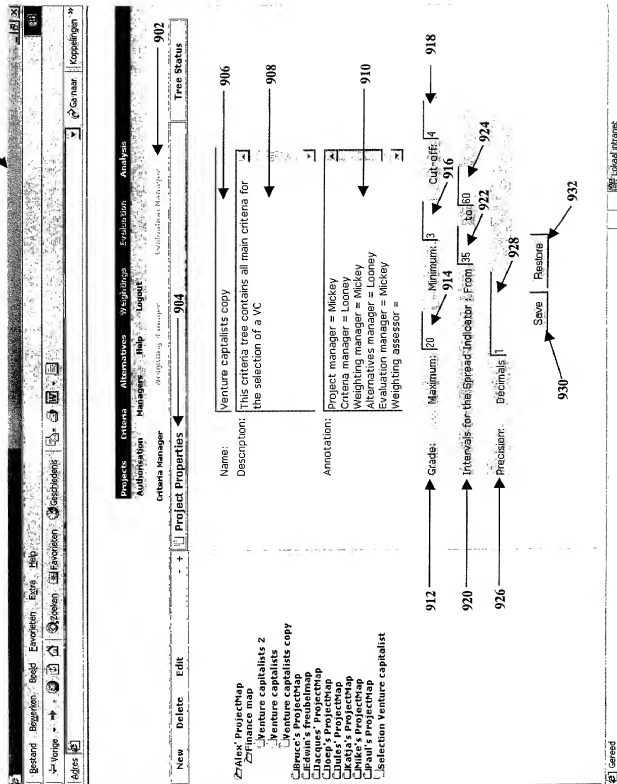 Bestand Bewerken Beeld Favorieten Extra Help
Vorige Zoeken Favorieten Geschiedenis
Adres Ga naar Koppelingen »
Projects Criteria Alternatives Weightings Evaluation Analysis
Authorisation Managers Help Logout
902
Criteria Manager Weighting Manager Evaluation Manager
904
New Delete Edit - + Project Properties Tree Status
Alex' ProjectMap
Finance map
Venture capitalists 2
Venture capitalists
Venture captalists copy
Bruce's ProjectMap
Edwin's freubelmap
Jacques' ProjectMap
Joep's ProjectMap
Jules' ProjectMap
Katja's ProjectMap
Mike's ProjectMap
Paul's ProjectMap
Selection Venture capitalist
Name: Venture captalists copy
906
Description: This criteria tree contains all main criteria for
the selection of a VC
908
Annotation: Project manager = Mickey
Criteria manager = Looney
Weighting manager = Mickey
Alternatives manager = Looney
Evaluation manager = Mickey
Weighting assessor =
910
912 Grade: Maximum: 20 Minimum: 3 Cut-off: 4 918
914 916
920 Intervals for the Spread Indicator : From 35 to 60
922 924
926 Precision: Decimals 1 928
Save Restore
930 932
Gereed Lokaal intranet